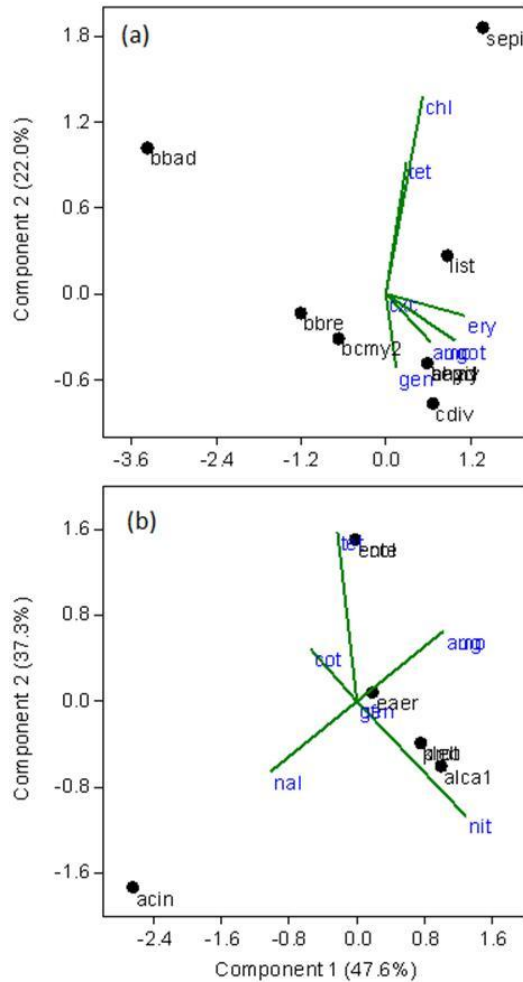 (a)
sepi
chl
bbad
tet
list
bbre
ery
bcmy2
gen
cdiv
Component 2 (22.0%)
1.8
1.2
0.6
0.0
-0.6
-3.6 -2.4 -1.2 0.0 1.2
(b)
cot
eaer
nal
alca1
nit
acin
Component 2 (37.3%)
1.6
0.8
0.0
-0.8
-1.6
-2.4 -1.6 -0.8 0.0 0.8 1.6
Component 1 (47.6%)